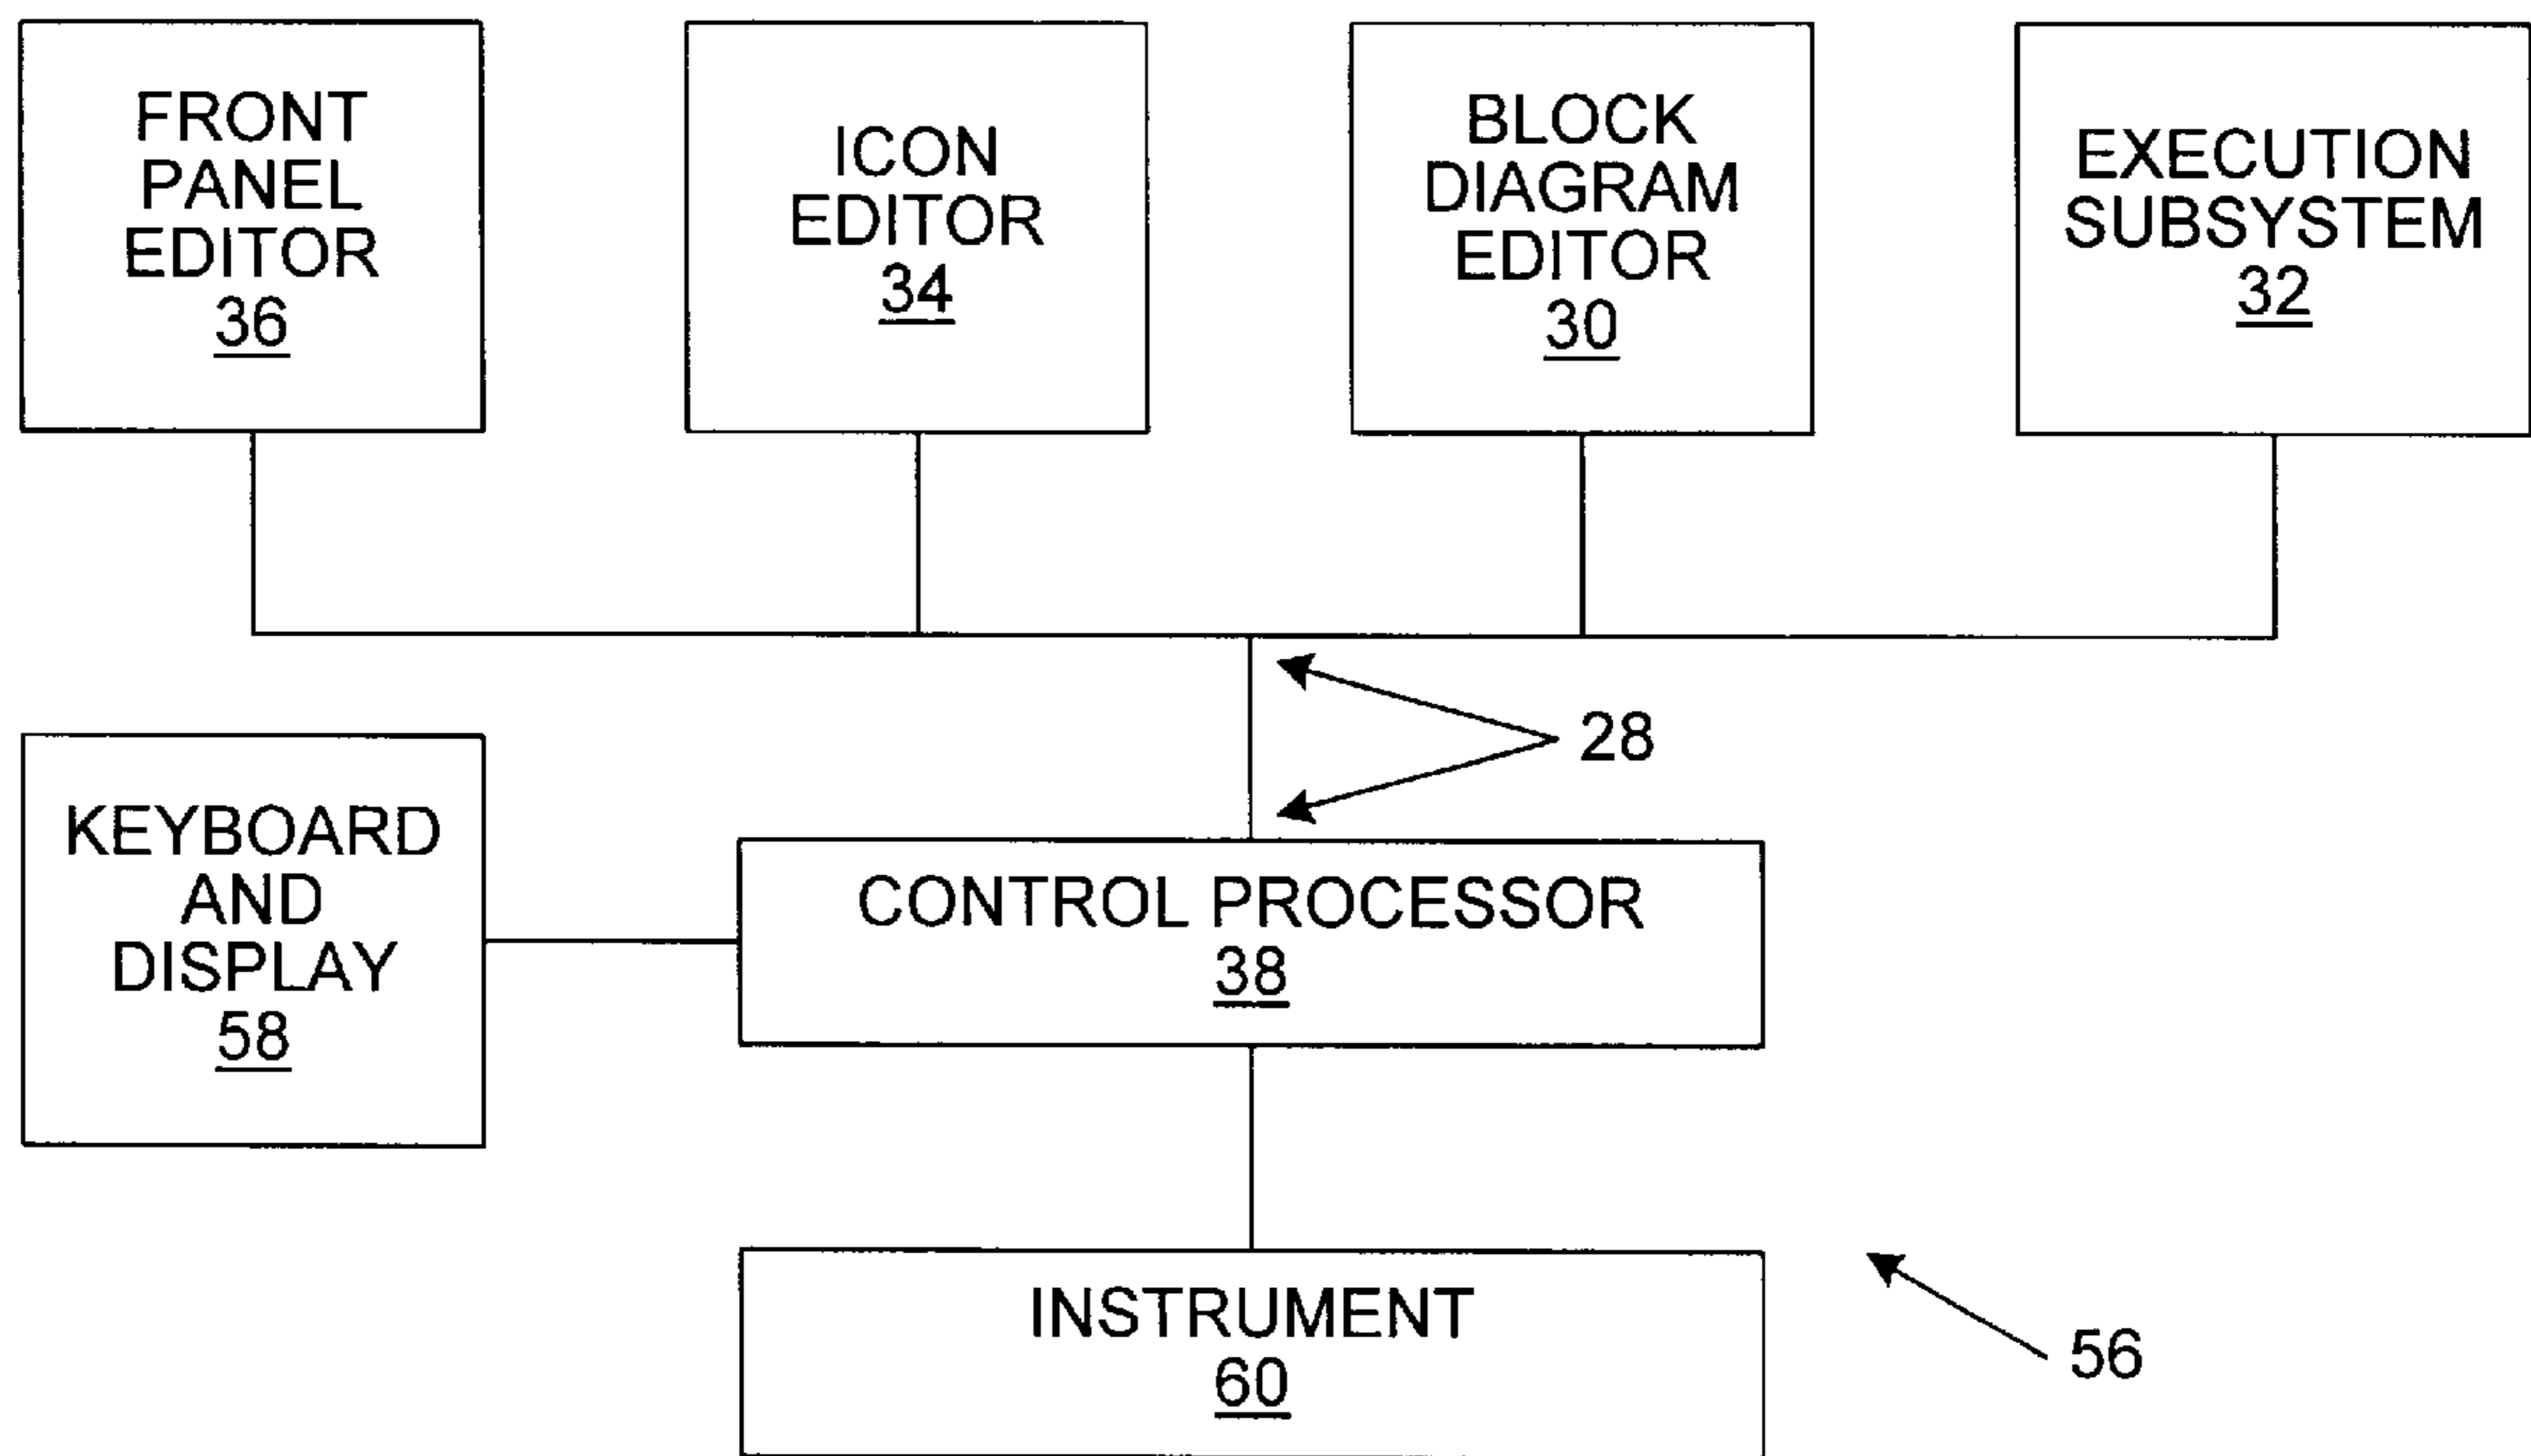 FRONT
PANEL
EDITOR
36
ICON
EDITOR
34
BLOCK
DIAGRAM
EDITOR
30
EXECUTION
SUBSYSTEM
32
28
KEYBOARD
AND
DISPLAY
58
CONTROL PROCESSOR
38
INSTRUMENT
60
56